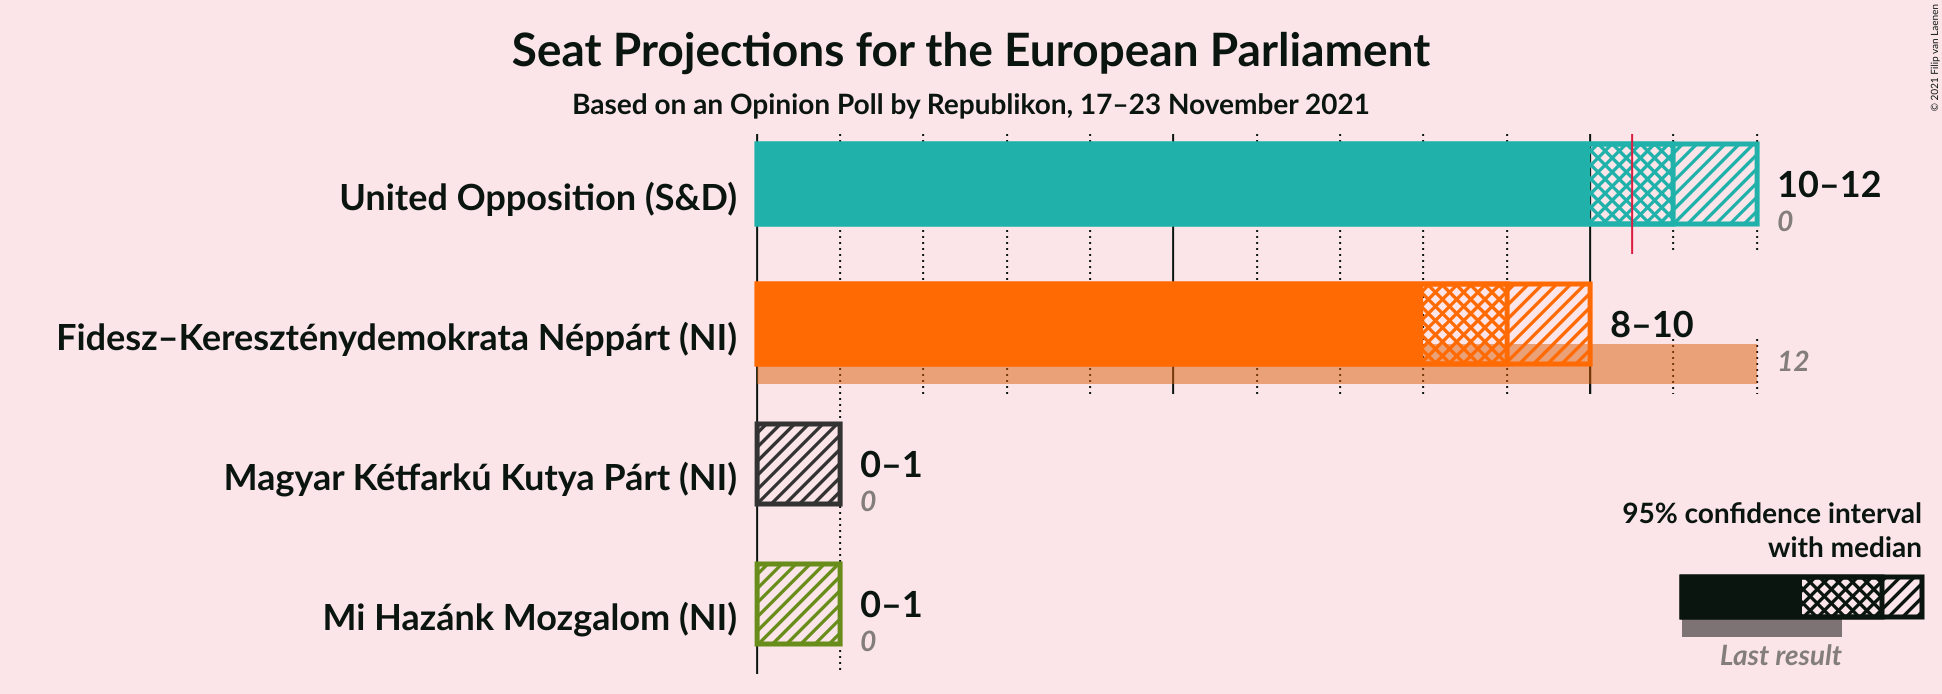 Seat Projections for the European Parliament
Based on an Opinion Poll by Republikon, 17–23 November 2021
© 2021 Filip van Laenen
United Opposition (S&D)
10–12
0
Fidesz–Kereszténydemokrata Néppárt (NI)
8–10
12
Magyar Kétfarkú Kutya Párt (NI)
0–1
0
Mi Hazánk Mozgalom (NI)
0–1
0
95% confidence interval
with median
Last result